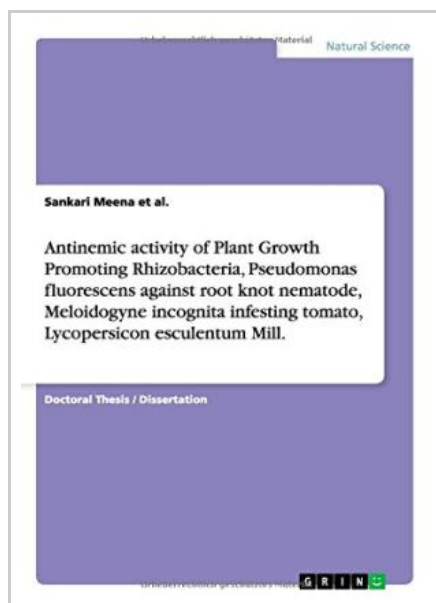 Natural Science
Sankari Meena et al.
Antinemic activity of Plant Growth
Promoting Rhizobacteria, Pseudomonas
fluorescens against root knot nematode,
Meloidogyne incognita infesting tomato,
Lycopersicon esculentum Mill.
Doctoral Thesis / Dissertation
GRIN